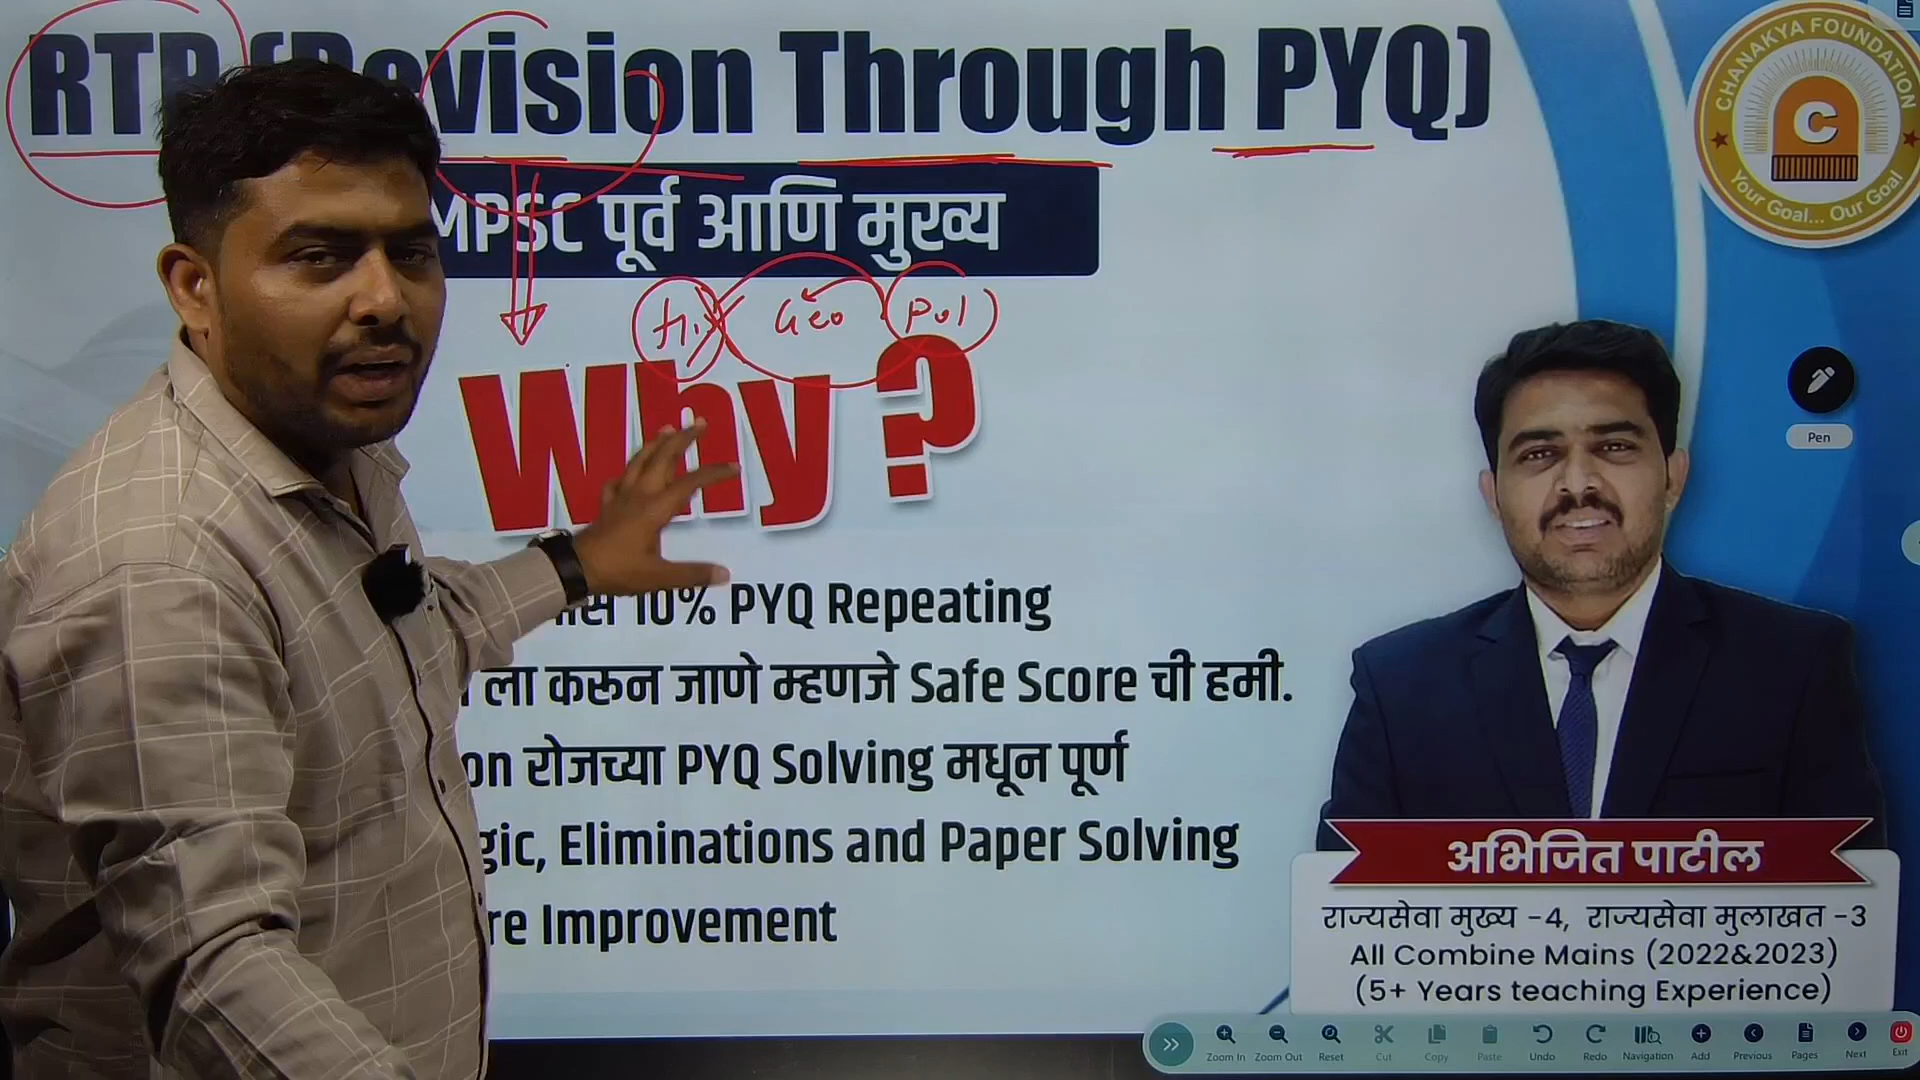 RTP (Revision Through PYQ)
MPSC पूर्व आणि मुख्य
His Geo Pol
Why ?
10% PYQ Repeating
ला करून जाणे म्हणजे Safe Score ची हमी.
on रोजच्या PYQ Solving मधून पूर्ण
gic, Eliminations and Paper Solving
re Improvement
CHANAKYA FOUNDATION
C
Your Goal... Our Goal
Pen
अभिजित पाटील
राज्यसेवा मुख्य -4, राज्यसेवा मुलाखत -3
All Combine Mains (2022&2023)
(5+ Years teaching Experience)
Zoom In Zoom Out Reset Cut Copy Paste Undo Redo Navigation Add Previous Pages Next Exit